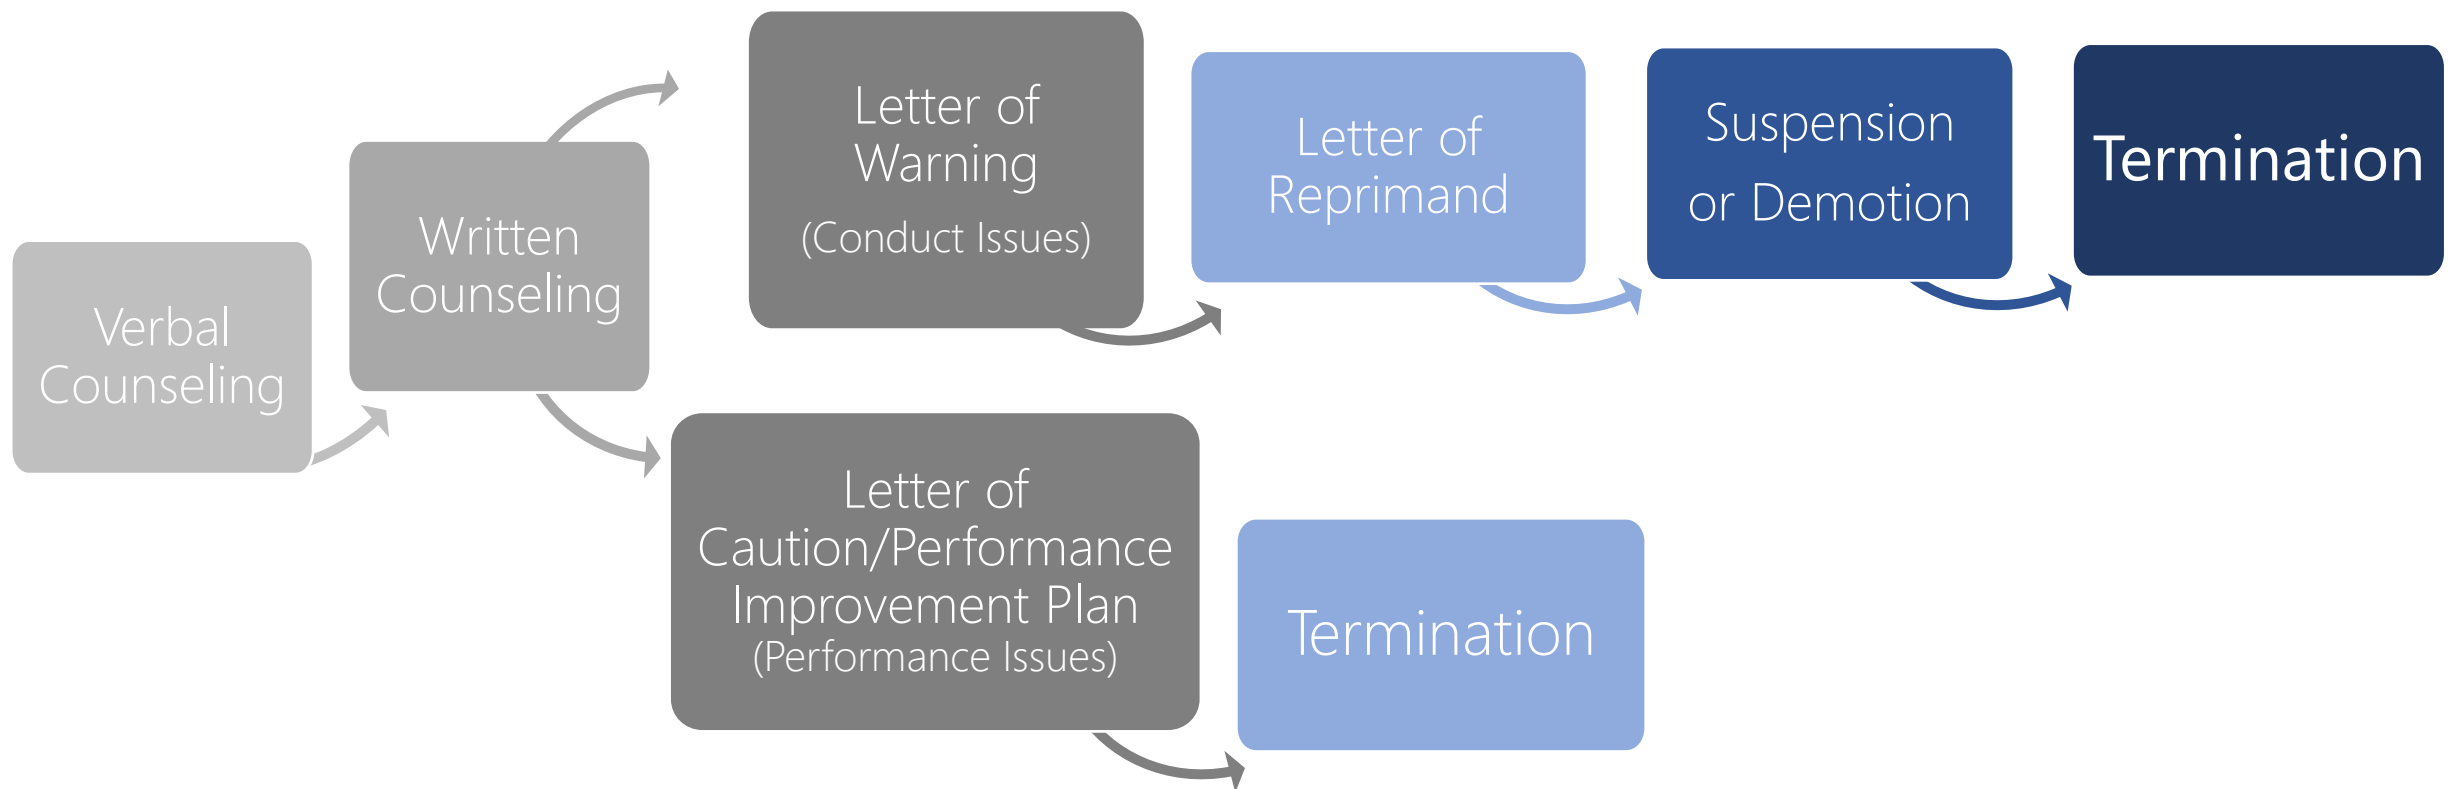 Verbal
Counseling
Written
Counseling
Letter of
Warning
(Conduct Issues)
Letter of
Reprimand
Suspension
or Demotion
Termination
Letter of
Caution/Performance
Improvement Plan
(Performance Issues)
Termination